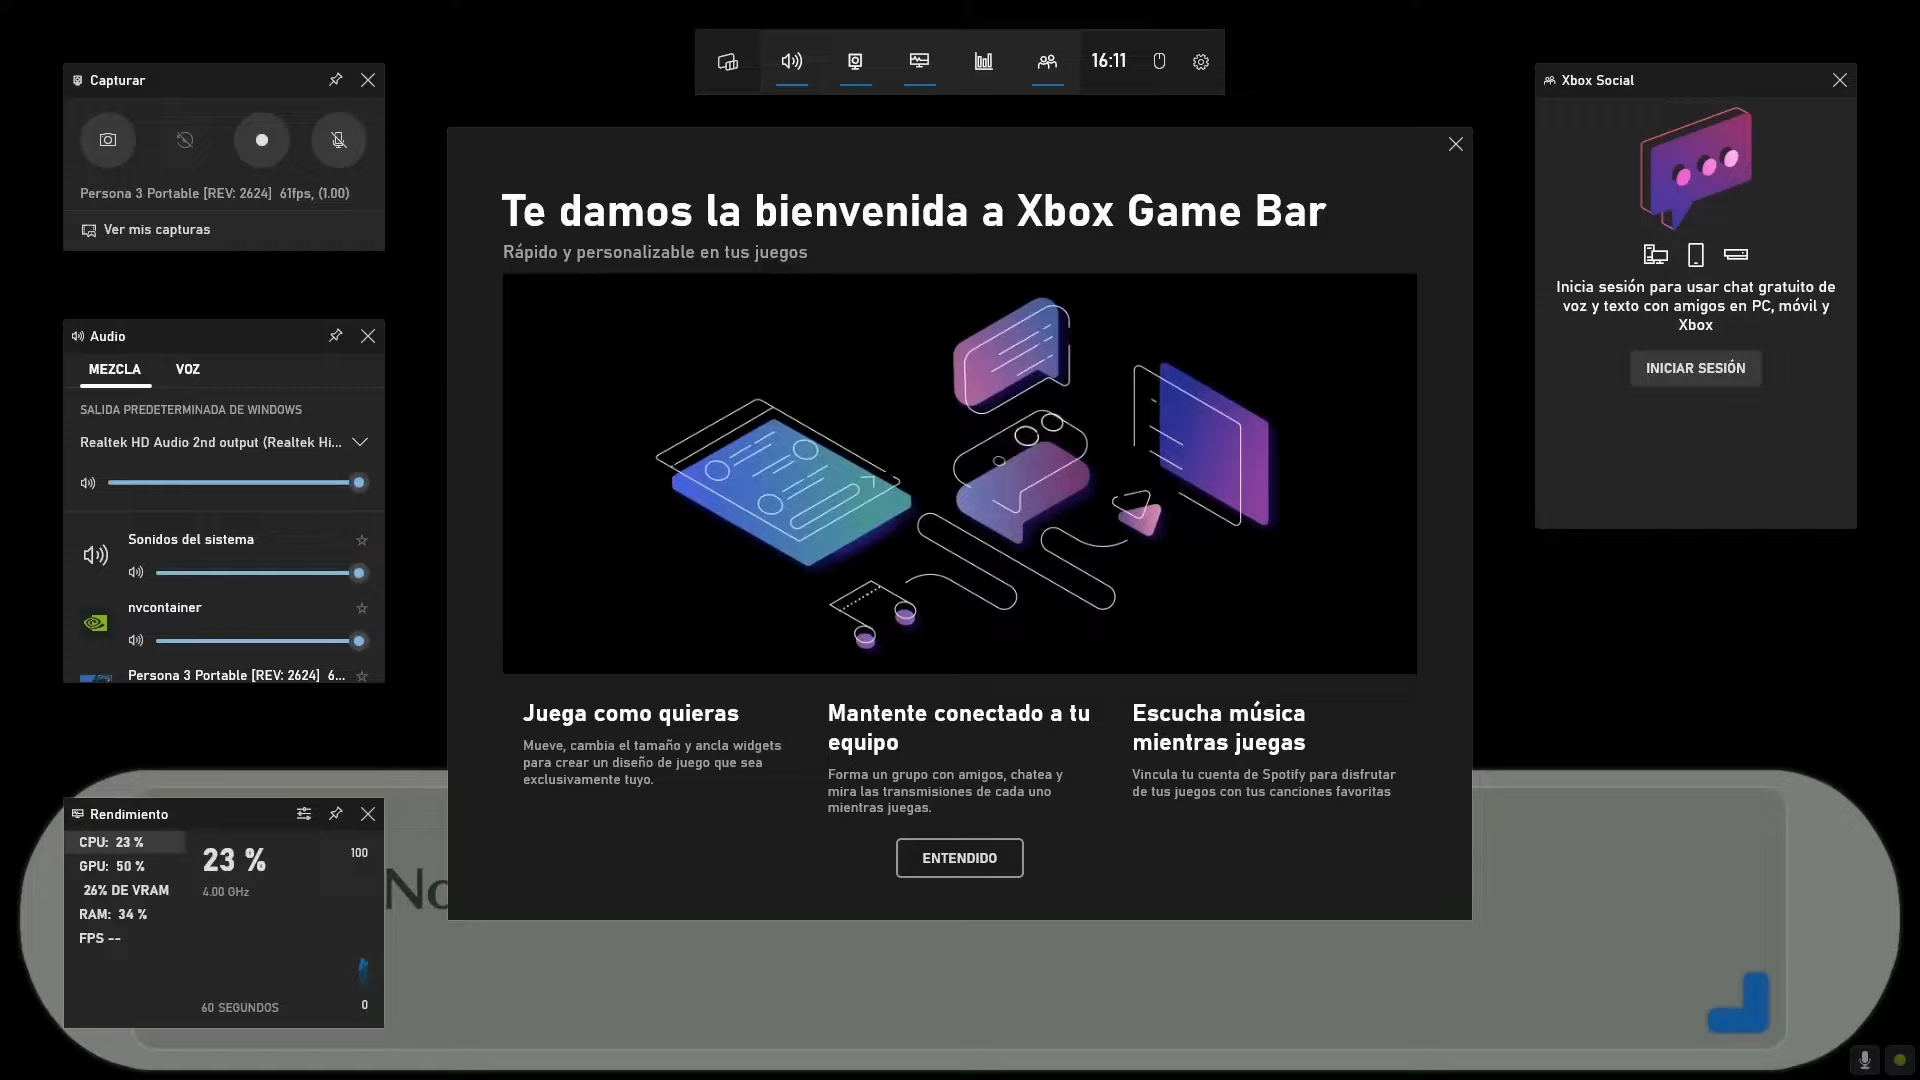 16:11
Capturar
Persona 3 Portable [REV: 2624]  61fps, (1.00)
Ver mis capturas
Audio
MEZCLA
VOZ
SALIDA PREDETERMINADA DE WINDOWS
Realtek HD Audio 2nd output (Realtek Hi...
Sonidos del sistema
nvcontainer
Persona 3 Portable [REV: 2624]  6...
Rendimiento
CPU:  23 %
GPU:  50 %
26% DE VRAM
RAM:  34 %
FPS --
23 %
4.00 GHz
100
0
60 SEGUNDOS
No
Te damos la bienvenida a Xbox Game Bar
Rápido y personalizable en tus juegos
Juega como quieras
Mueve, cambia el tamaño y ancla widgets
para crear un diseño de juego que sea
exclusivamente tuyo.
Mantente conectado a tu
equipo
Forma un grupo con amigos, chatea y
mira las transmisiones de cada uno
mientras juegas.
Escucha música
mientras juegas
Vincula tu cuenta de Spotify para disfrutar
de tus juegos con tus canciones favoritas
ENTENDIDO
Xbox Social
Inicia sesión para usar chat gratuito de
voz y texto con amigos en PC, móvil y
Xbox
INICIAR SESIÓN